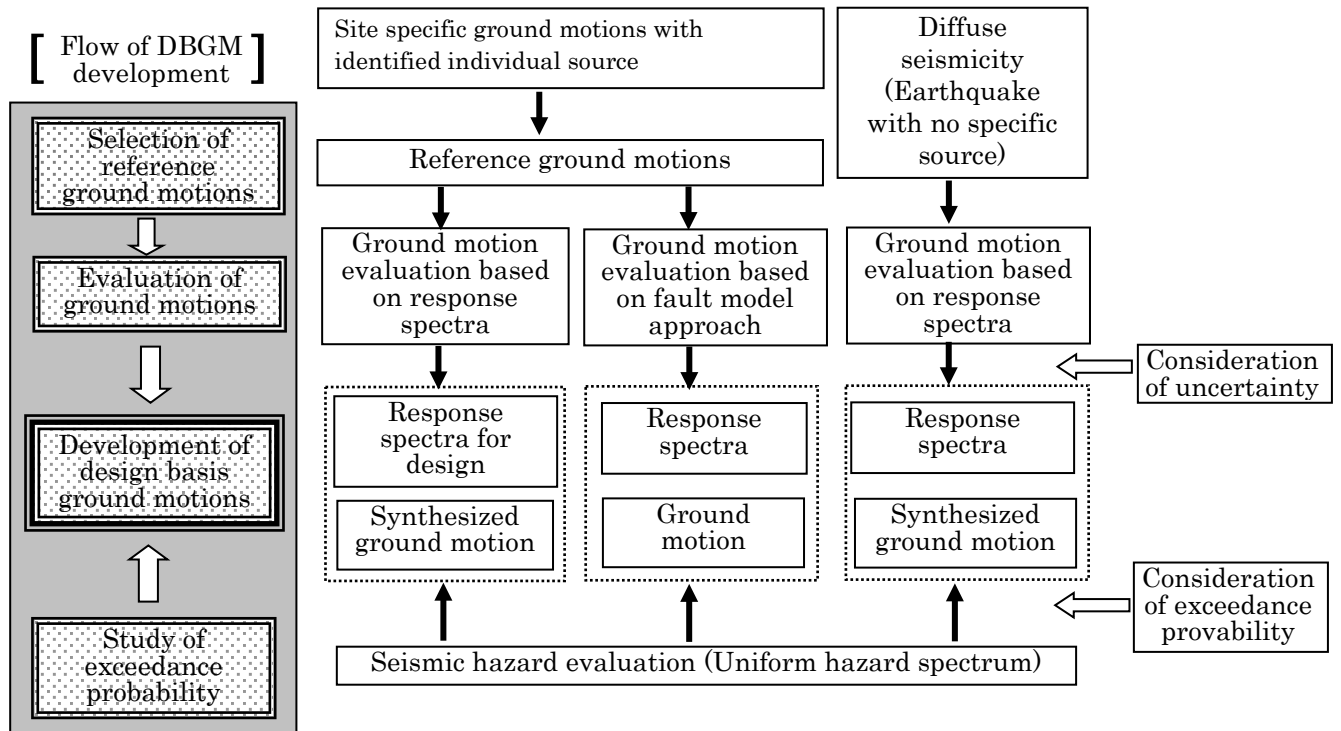 [ Flow of DBGM ]
development
Selection of
reference
ground motions
Evaluation of
ground motions
Development of
design basis
ground motions
Study of
exceedance
probability
Site specific ground motions with
identified individual source
Diffuse
seismicity
(Earthquake
with no specific
source)
Reference ground motions
Ground motion
evaluation based
on response
spectra
Ground motion
evaluation based
on fault model
approach
Ground motion
evaluation based
on response
spectra
Consideration
of uncertainty
Response
spectra for
design
Synthesized
ground motion
Response
spectra
Ground
motion
Response
spectra
Synthesized
ground motion
Consideration
of exceedance
provability
Seismic hazard evaluation (Uniform hazard spectrum)